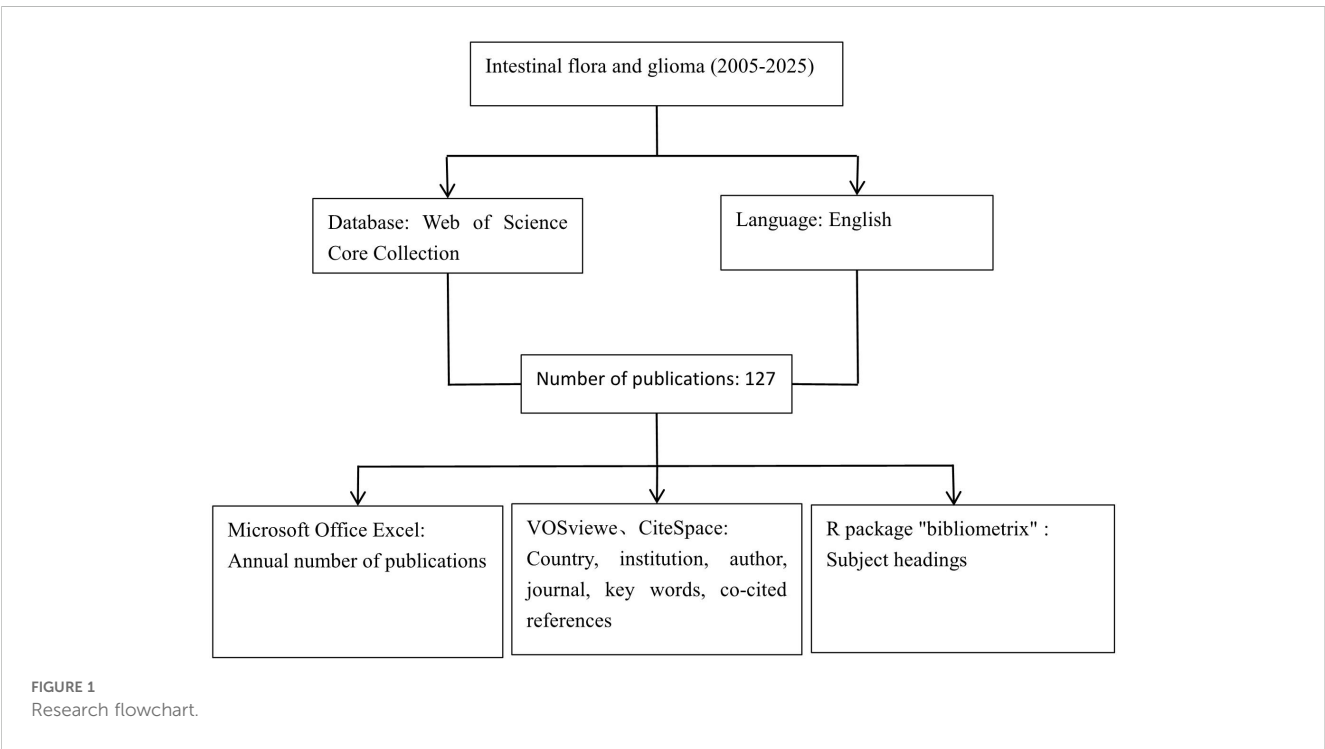 Intestinal flora and glioma (2005-2025)
Database: Web of Science
Core Collection
Language: English
Number of publications: 127
Microsoft Office Excel:
Annual number of publications
VOSviewe、CiteSpace:
Country, institution, author,
journal, key words, co-cited
references
R package "bibliometrix" :
Subject headings
FIGURE 1
Research flowchart.